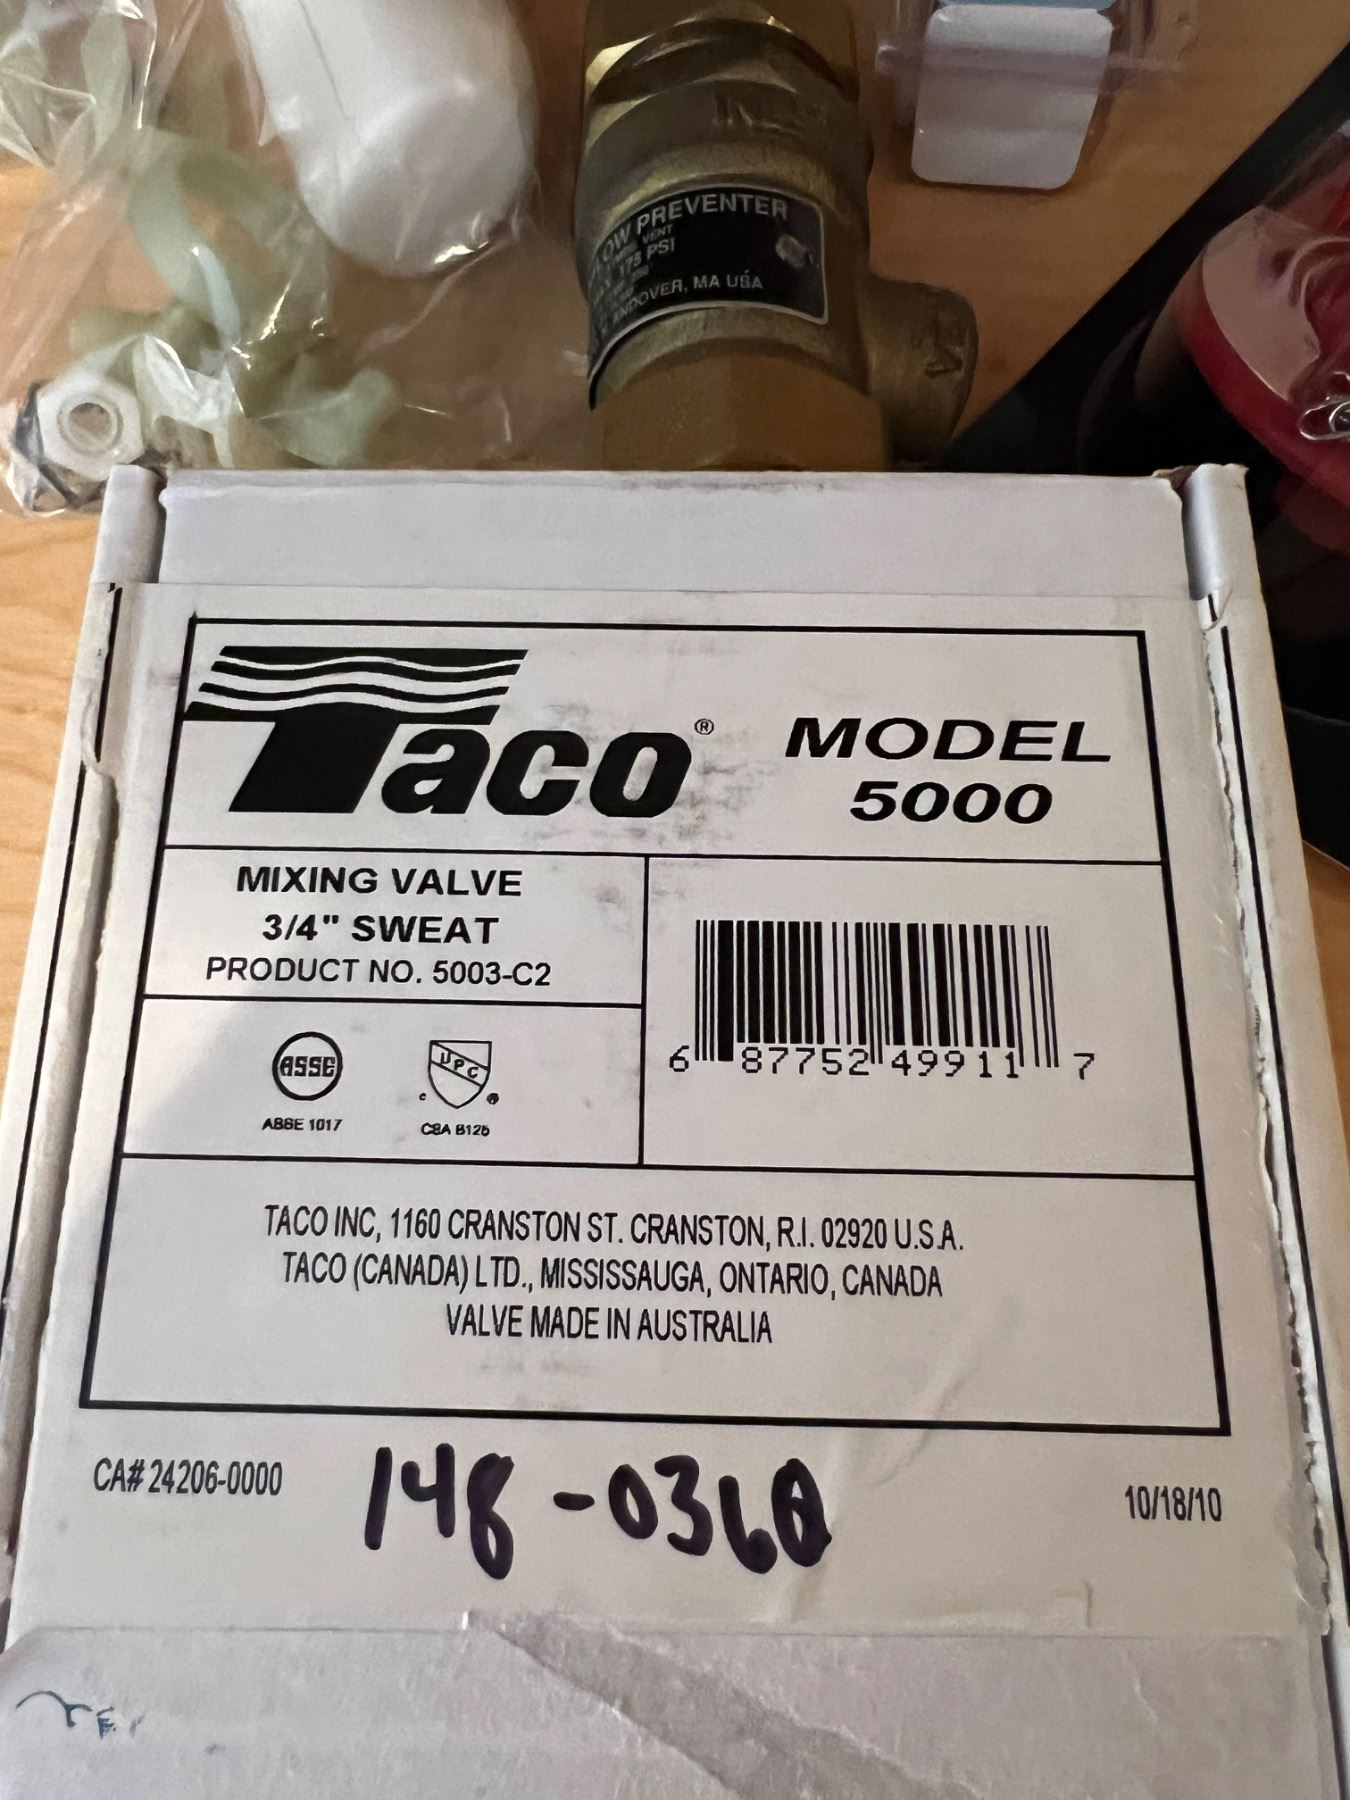 PREVENTER
VENT
175 PSI
ANDOVER, MA USA
Taco® MODEL
5000
MIXING VALVE
3/4" SWEAT
PRODUCT NO. 5003-C2
ASSE
UPC
c ®
ASSE 1017
CSA B125
6 87752 49911 7
TACO INC, 1160 CRANSTON ST. CRANSTON, R.I. 02920 U.S.A.
TACO (CANADA) LTD., MISSISSAUGA, ONTARIO, CANADA
VALVE MADE IN AUSTRALIA
CA# 24206-0000
148-0360
10/18/10